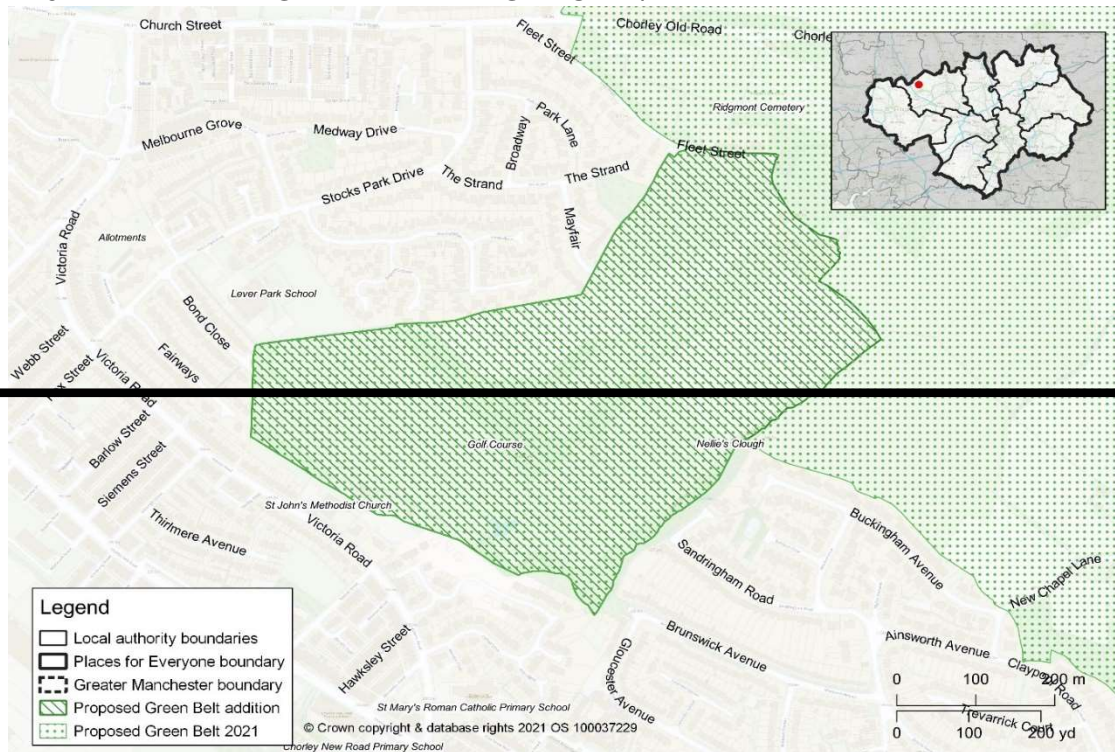 Church Street
Fleet Street
Chorley Old Road
Chorle
Ridgmont Cemetery
Melbourne Grove
Medway Drive
Broadway
Park Lane
Fleet Street
Stocks Park Drive
The Strand
The Strand
Mayfair
Victoria Road
Allotments
Lever Park School
Bond Close
Webb Street
Fairways
Victoria Road
Barlow Street
Siemens Street
Golf Course
Nellie's Clough
St John's Methodist Church
Thirlmere Avenue
Victoria Road
Buckingham Avenue
Sandringham Road
New Chapel Lane
Brunswick Avenue
Ainsworth Avenue
Hawksley Street
Gloucester Avenue
St Mary's Roman Catholic Primary School
Trevarrick Court
Legend
Local authority boundaries
Places for Everyone boundary
Greater Manchester boundary
Proposed Green Belt addition
Proposed Green Belt 2021
0 100 200 m
0 100 200 yd
© Crown copyright & database rights 2021 OS 100037229
Chorley New Road Primary School